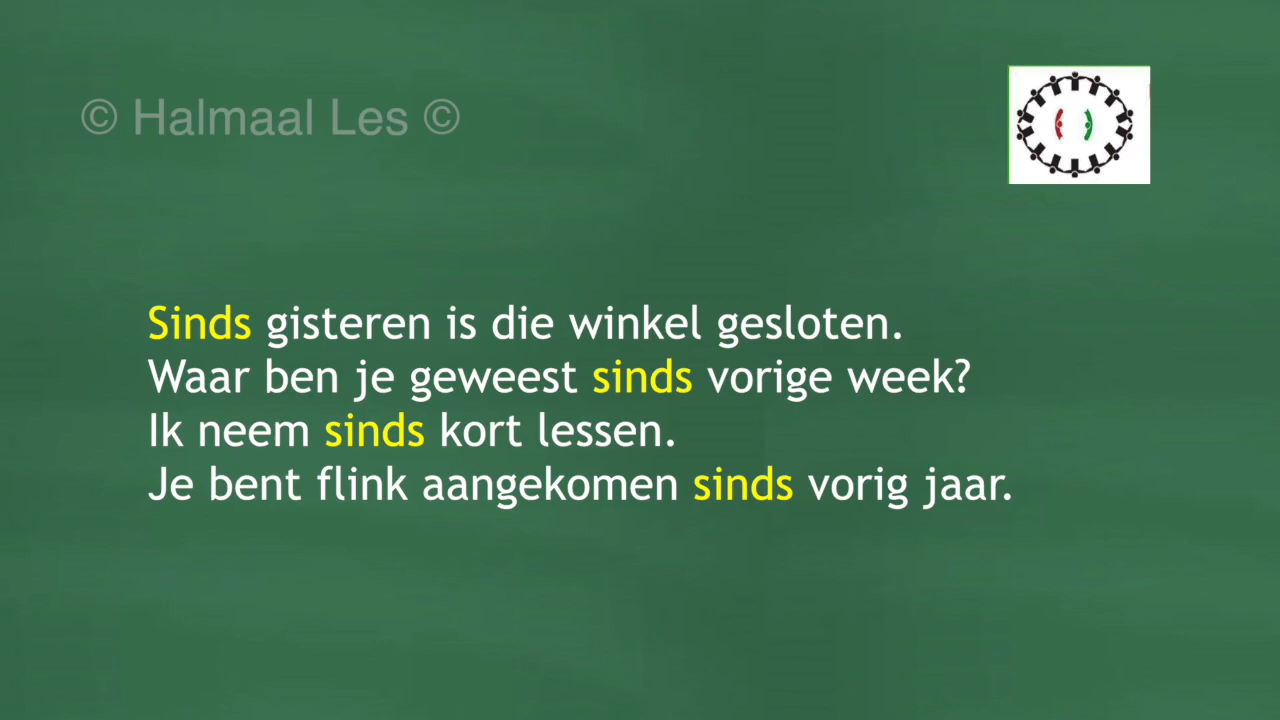 © Halmaal Les ©
Sinds gisteren is die winkel gesloten.
Waar ben je geweest sinds vorige week?
Ik neem sinds kort lessen.
Je bent flink aangekomen sinds vorig jaar.